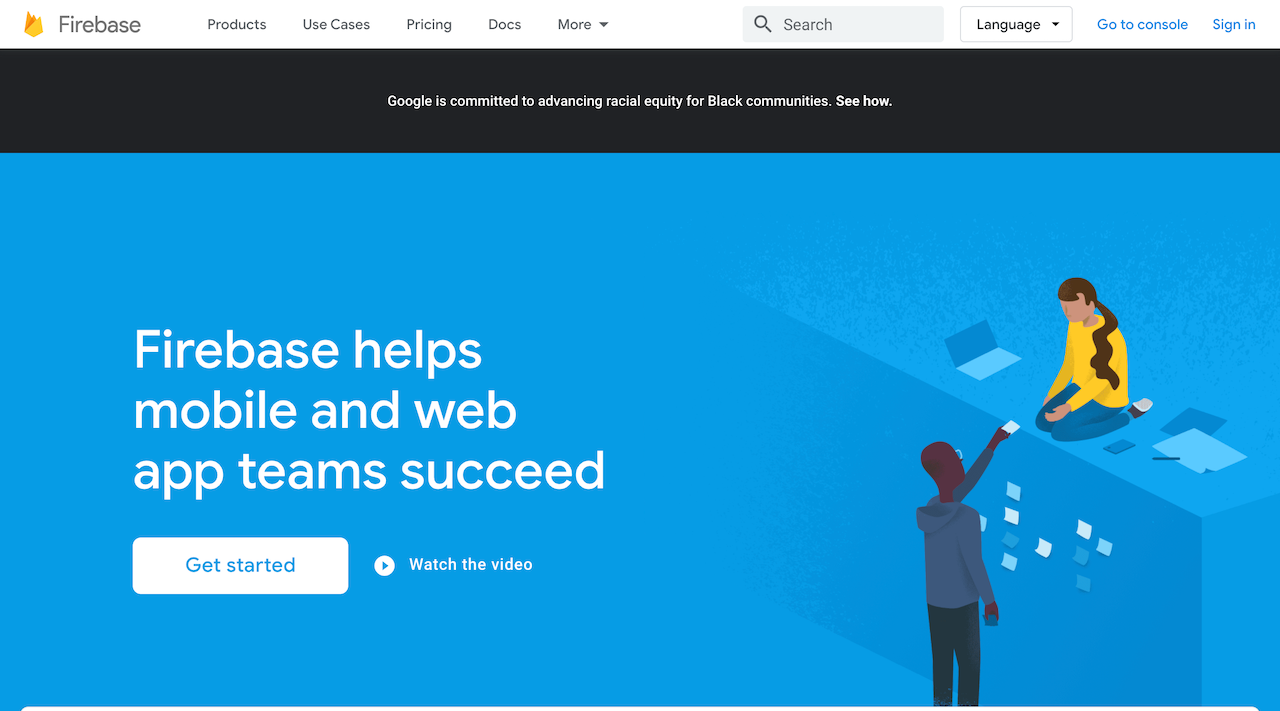 Firebase Products Use Cases Pricing Docs More Search Language Go to console Sign in
Google is committed to advancing racial equity for Black communities. See how.
Firebase helps
mobile and web
app teams succeed
Get started Watch the video